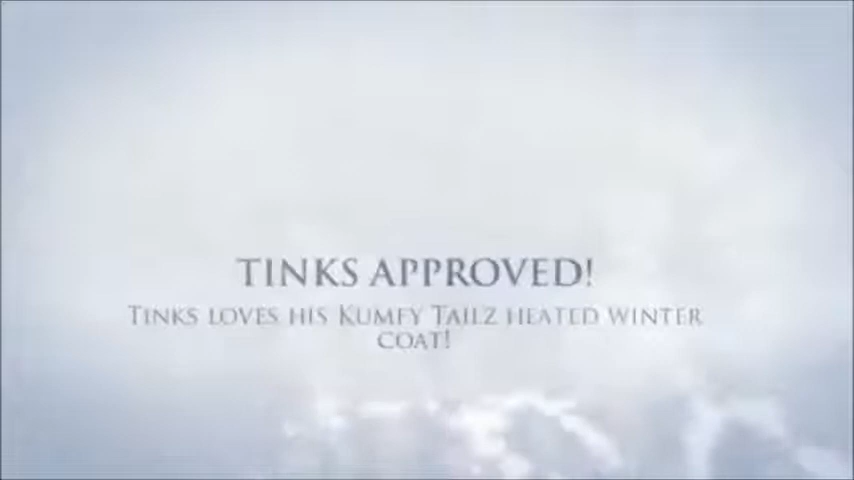 TINKS APPROVED!
TINKS LOVES HIS KUMFY TAILZ HEATED WINTER
COAT!